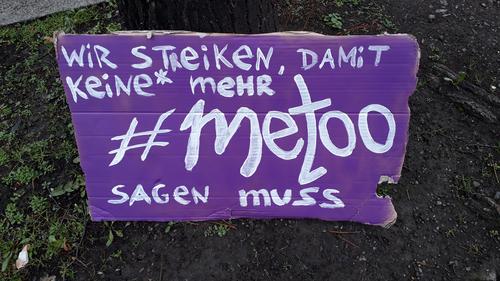 WIR STREIKEN, DAMIT
KEINE* MEHR
#metoo
SAGEN MUSS